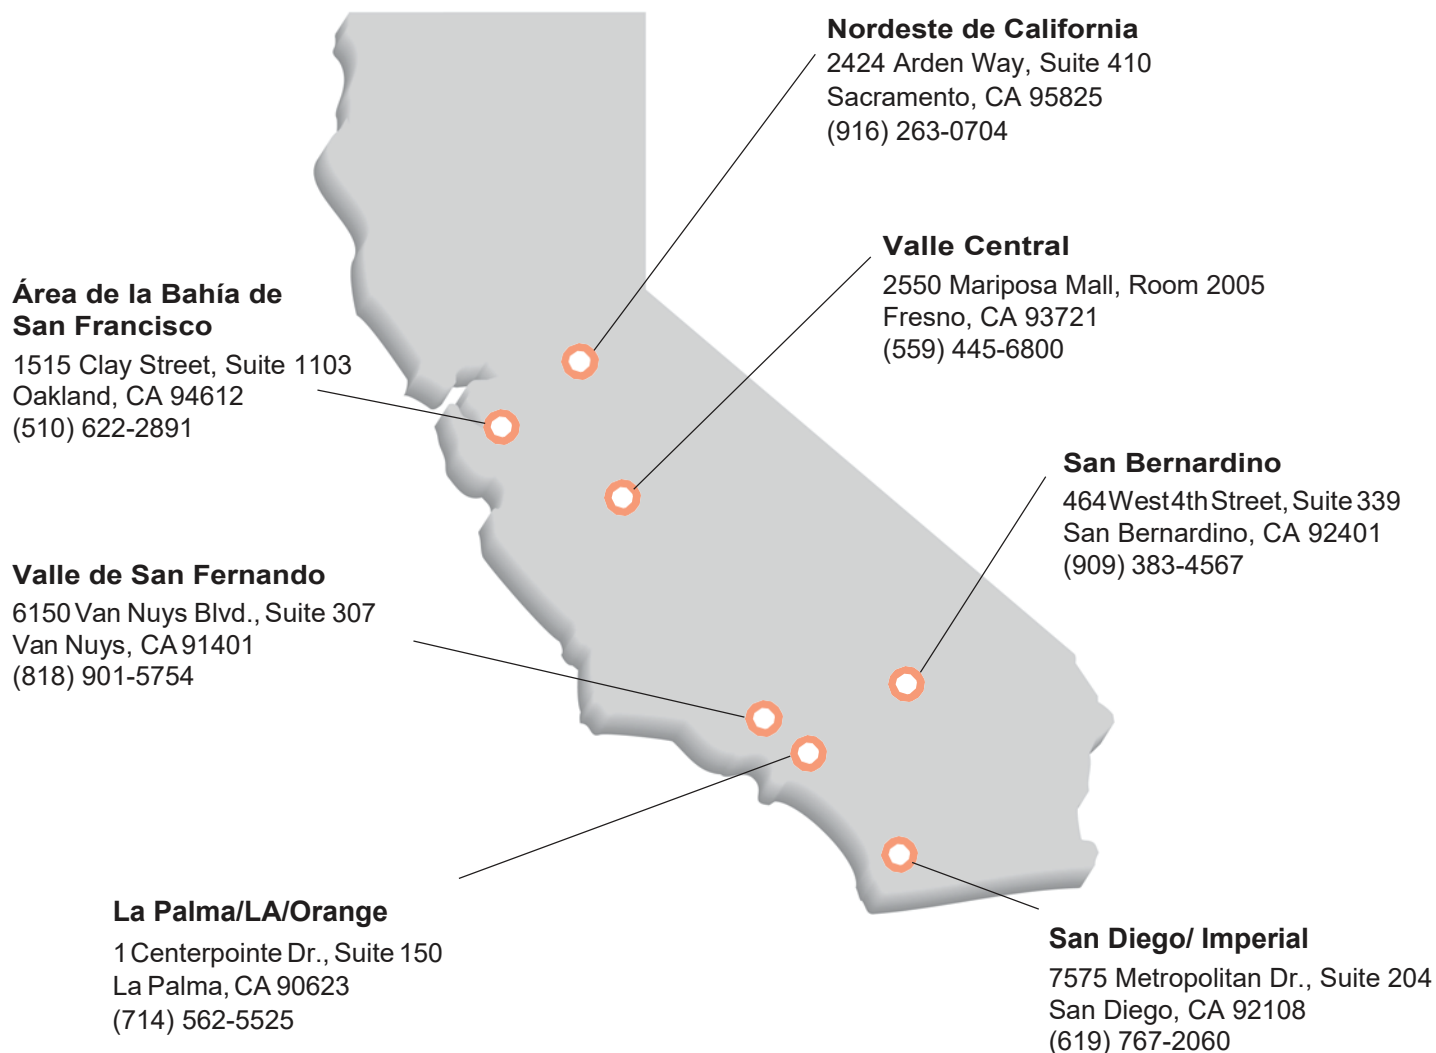 Nordeste de California
2424 Arden Way, Suite 410
Sacramento, CA 95825
(916) 263-0704
Valle Central
2550 Mariposa Mall, Room 2005
Fresno, CA 93721
(559) 445-6800
Área de la Bahía de
San Francisco
1515 Clay Street, Suite 1103
Oakland, CA 94612
(510) 622-2891
San Bernardino
464 West 4th Street, Suite 339
San Bernardino, CA 92401
(909) 383-4567
Valle de San Fernando
6150 Van Nuys Blvd., Suite 307
Van Nuys, CA 91401
(818) 901-5754
La Palma/LA/Orange
1 Centerpointe Dr., Suite 150
La Palma, CA 90623
(714) 562-5525
San Diego/ Imperial
7575 Metropolitan Dr., Suite 204
San Diego, CA 92108
(619) 767-2060